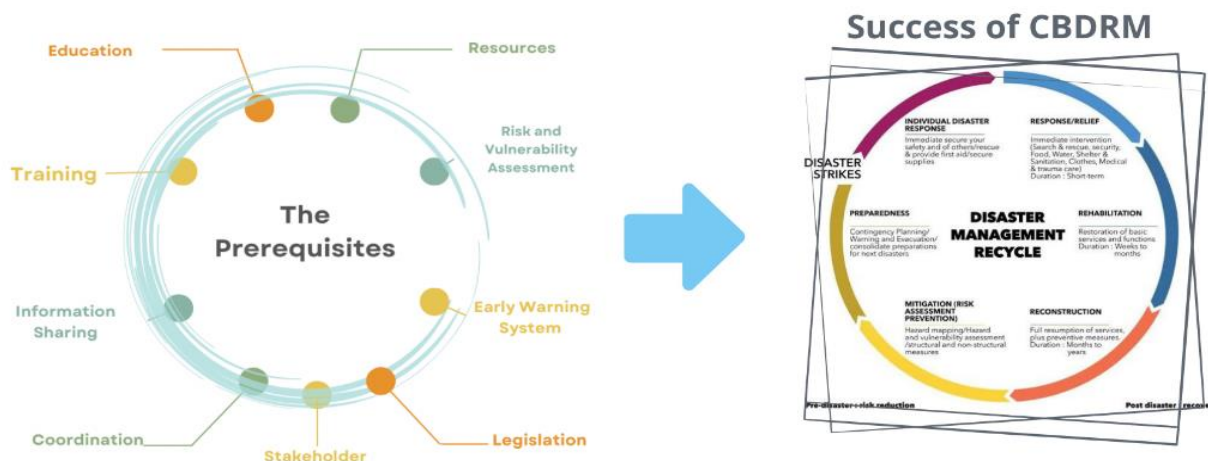 Success of CBDRM
Education
Resources
Risk and
Vulnerability
Assessment
Training
The
Prerequisites
Information
Sharing
Early Warning
System
Coordination
Stakeholder
Legislation
INDIVIDUAL DISASTER
RESPONSE
Immediate secure your
safety and of others/rescue
& provide first aid/secure
supplies
RESPONSE/RELIEF
Immediate intervention
(Search & rescue, security,
Food, Water, Shelter &
Sanitation, Clothes, Medical
& trauma care)
Duration : Short-term
DISASTER
STRIKES
PREPAREDNESS
Contingency Planning/
Warning and Evacuation/
consolidate preparations
for next disasters
DISASTER
MANAGEMENT
RECYCLE
REHABILITATION
Restoration of basic
services and functions
Duration : Weeks to
months
MITIGATION (RISK
ASSESSMENT
PREVENTION)
Hazard mapping/Hazard
and vulnerability assessment
/structural and non-structural
measures
RECONSTRUCTION
Full resumption of services,
plus preventive measures.
Duration : Months to
years
Pre-disaster : risk reduction
Post disaster : recove